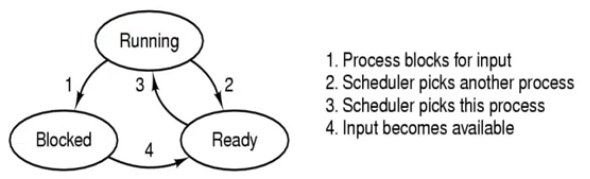 Running
1
3
2
Blocked
4
Ready
1. Process blocks for input
2. Scheduler picks another process
3. Scheduler picks this process
4. Input becomes available